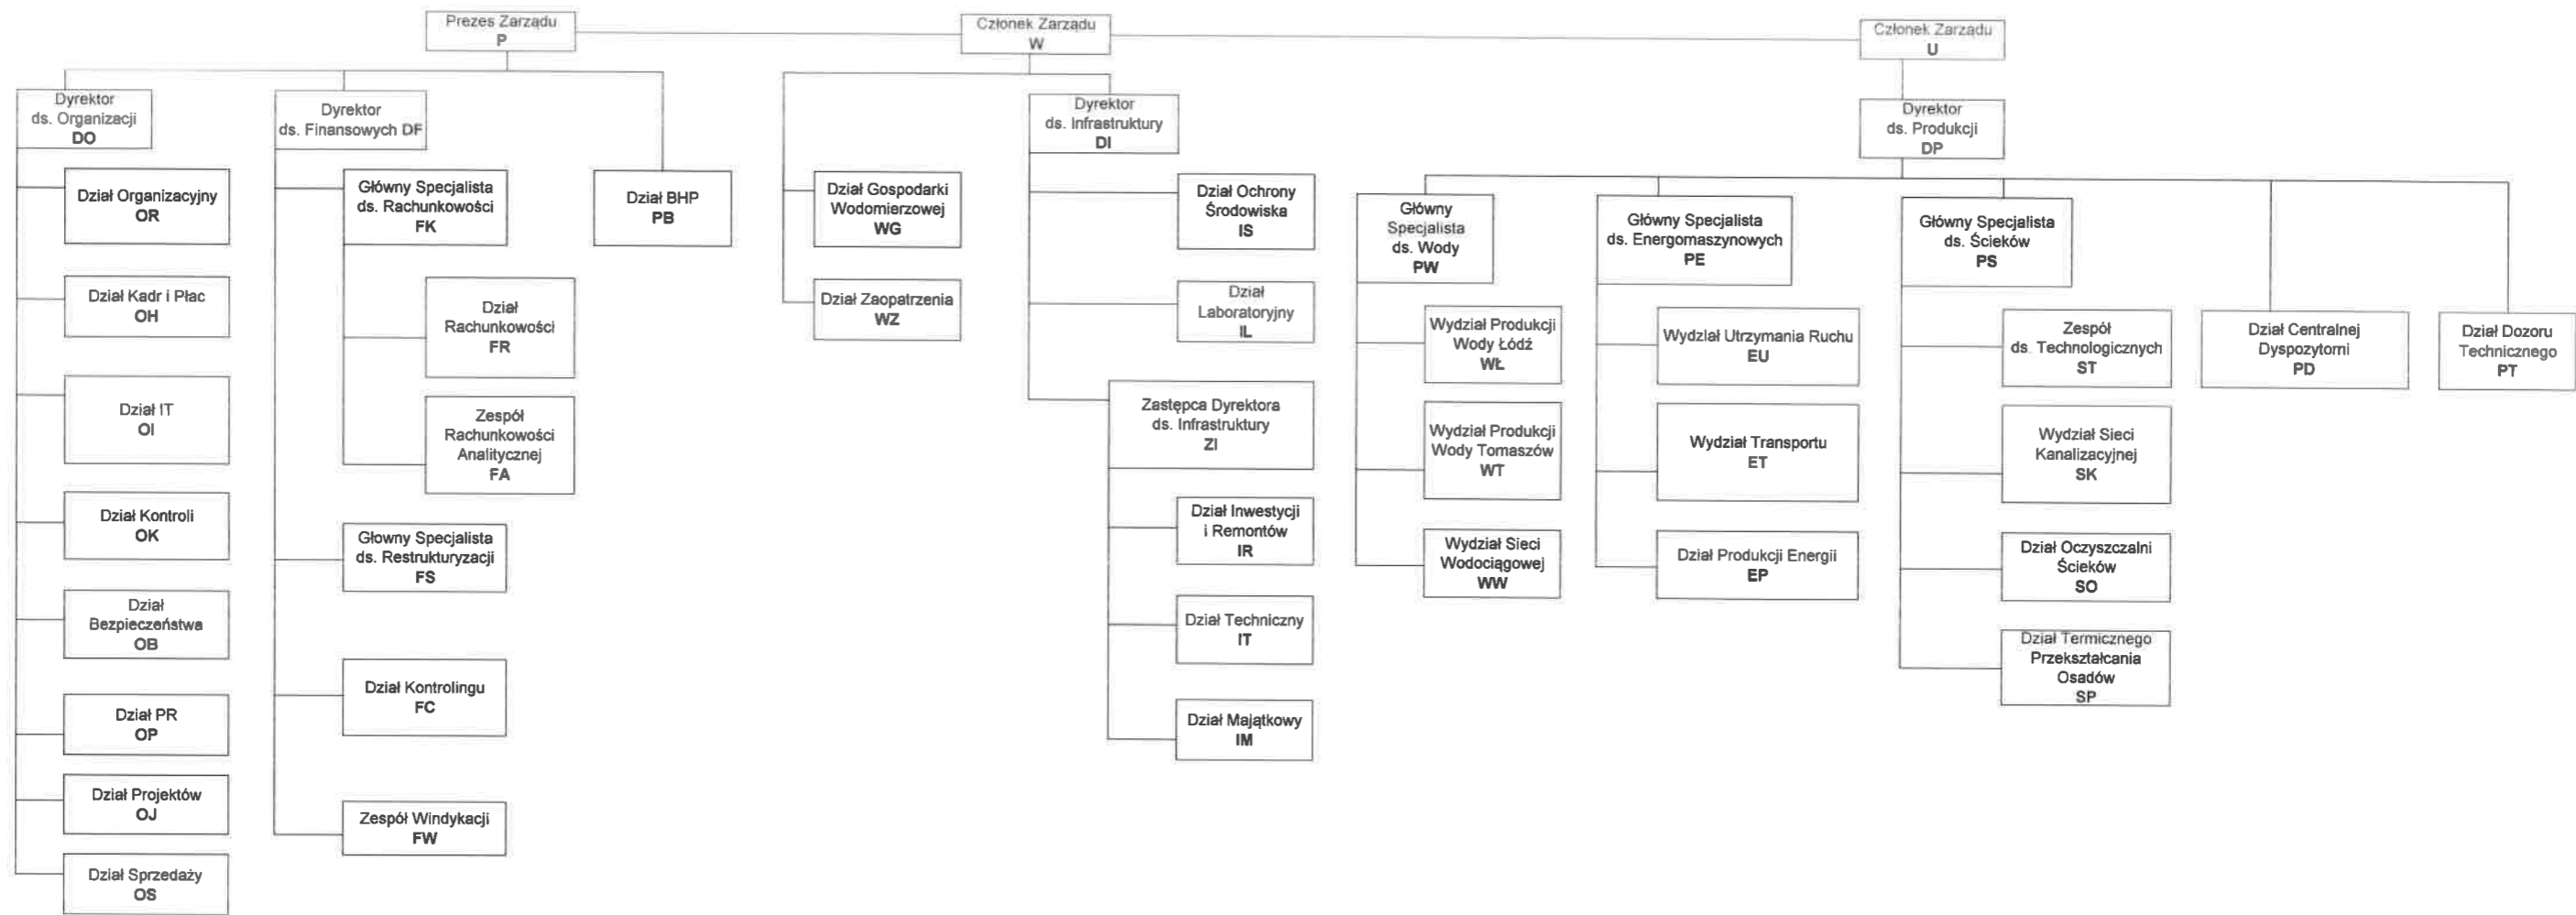 Prezes Zarządu
P
Członek Zarządu
W
Członek Zarządu
U
Dyrektor
ds. Organizacji
DO
Dział Organizacyjny
OR
Dział Kadr i Płac
OH
Dział IT
OI
Dział Kontroli
OK
Dział
Bezpieczeństwa
OB
Dział PR
OP
Dział Projektów
OJ
Dział Sprzedaży
OS
Dyrektor
ds. Finansowych DF
Główny Specjalista
ds. Rachunkowości
FK
Dział
Rachunkowości
FR
Zespół
Rachunkowości
Analitycznej
FA
Głowny Specjalista
ds. Restrukturyzacji
FS
Dział Kontrolingu
FC
Zespół Windykacji
FW
Dział BHP
PB
Dział Gospodarki
Wodomierzowej
WG
Dział Zaopatrzenia
WZ
Dyrektor
ds. Infrastruktury
DI
Dział Ochrony
Środowiska
IS
Dział
Laboratoryjny
IL
Zastępca Dyrektora
ds. Infrastruktury
ZI
Dział Inwestycji
i Remontów
IR
Dział Techniczny
IT
Dział Majątkowy
IM
Dyrektor
ds. Produkcji
DP
Główny
Specjalista
ds. Wody
PW
Wydział Produkcji
Wody Łódź
WŁ
Wydział Produkcji
Wody Tomaszów
WT
Wydział Sieci
Wodociągowej
WW
Główny Specjalista
ds. Energomaszynowych
PE
Wydział Utrzymania Ruchu
EU
Wydział Transportu
ET
Dział Produkcji Energii
EP
Główny Specjalista
ds. Ścieków
PS
Zespół
ds. Technologicznych
ST
Wydział Sieci
Kanalizacyjnej
SK
Dział Oczyszczalni
Ścieków
SO
Dział Termicznego
Przekształcania
Osadów
SP
Dział Centralnej
Dyspozytorni
PD
Dział Dozoru
Technicznego
PT